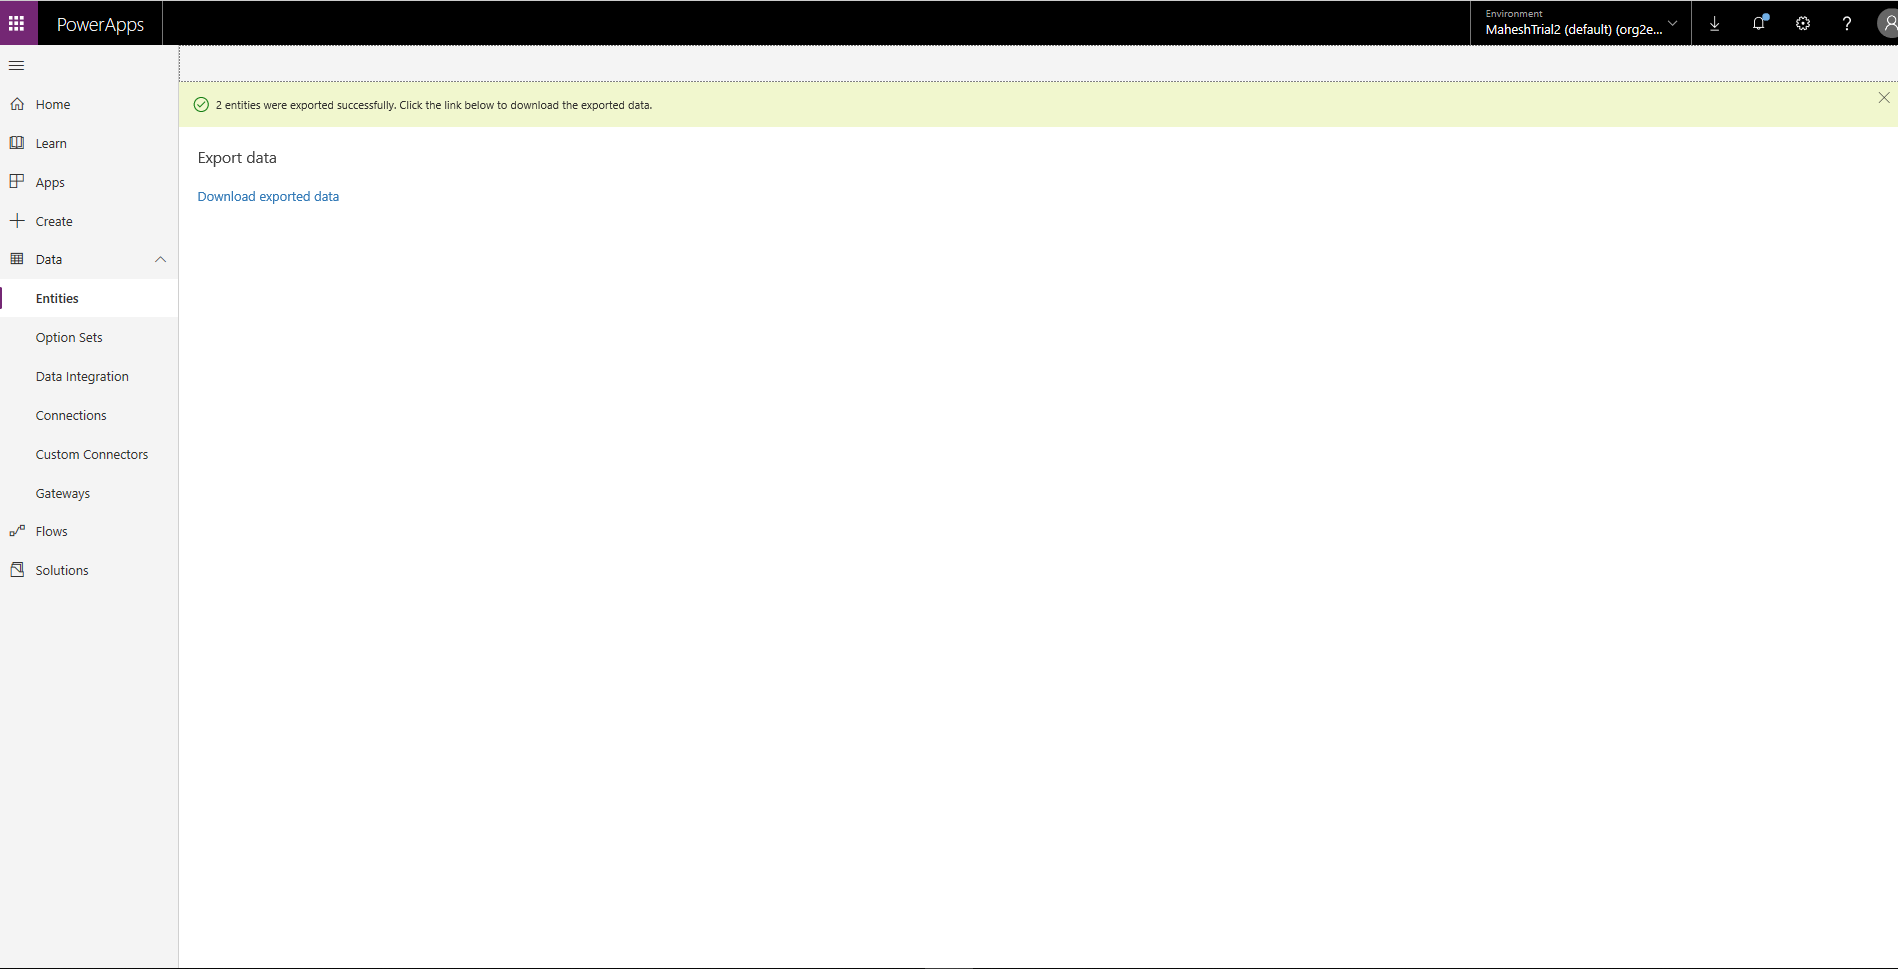 PowerApps
Environment
MaheshTrial2 (default) (org2e...
?
Home
Learn
Apps
Create
Data
Entities
Option Sets
Data Integration
Connections
Custom Connectors
Gateways
Flows
Solutions
2 entities were exported successfully. Click the link below to download the exported data.
Export data
Download exported data